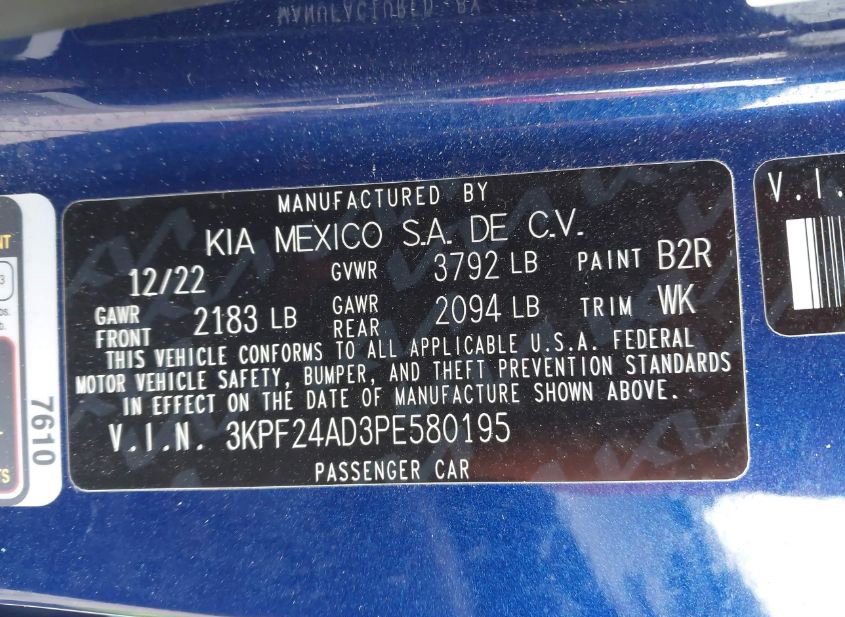 MANUFACTURED BY
MANUFACTURED BY
KIA MEXICO S.A. DE C.V.
12/22 GVWR 3792 LB PAINT B2R
GAWR FRONT 2183 LB GAWR REAR 2094 LB TRIM WK
THIS VEHICLE CONFORMS TO ALL APPLICABLE U.S.A. FEDERAL
MOTOR VEHICLE SAFETY, BUMPER, AND THEFT PREVENTION STANDARDS
IN EFFECT ON THE DATE OF MANUFACTURE SHOWN ABOVE.
V.I.N. 3KPF24AD3PE580195
PASSENGER CAR
7610
V.I.